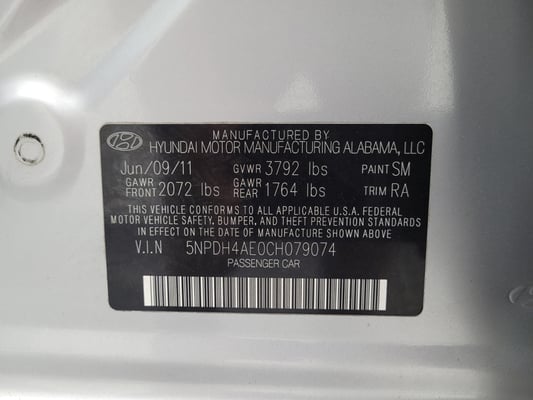 MANUFACTURED BY
HYUNDAI MOTOR MANUFACTURING ALABAMA, LLC
Jun/09/11 GVWR 3792 lbs PAINT SM
GAWR FRONT 2072 lbs GAWR REAR 1764 lbs TRIM RA
THIS VEHICLE CONFORMS TO ALL APPLICABLE U.S.A. FEDERAL
MOTOR VEHICLE SAFETY, BUMPER, AND THEFT PREVENTION STANDARDS
IN EFFECT ON THE DATE OF MANUFACTURE SHOWN ABOVE
V.I.N 5NPDH4AE0CH079074
PASSENGER CAR